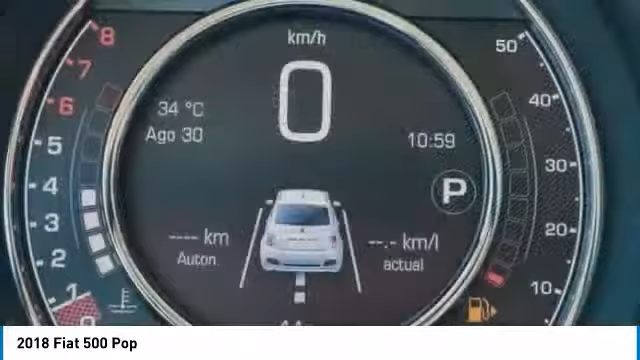 km/h
0
34 °C
Ago 30
10:59
P
---- km
Auton.
--.- km/l
actual
8
7
6
5
4
3
2
1
0
50
40
30
20
10
2018 Fiat 500 Pop